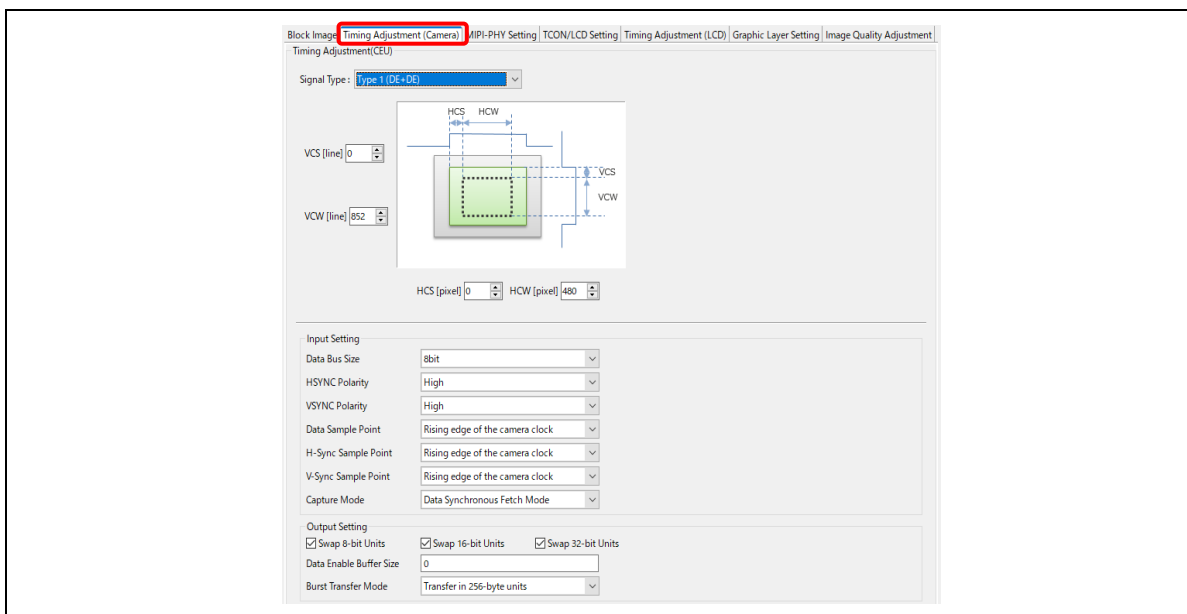 Block Image Timing Adjustment (Camera) MIPI-PHY Setting TCON/LCD Setting Timing Adjustment (LCD) Graphic Layer Setting Image Quality Adjustment
Timing Adjustment(CEU)
Signal Type : Type 1 (DE+DE)
HCS HCW
VCS [line] 0
VCS
VCW
VCW [line] 852
HCS [pixel] 0 HCW [pixel] 480
Input Setting
Data Bus Size 8bit
HSYNC Polarity High
VSYNC Polarity High
Data Sample Point Rising edge of the camera clock
H-Sync Sample Point Rising edge of the camera clock
V-Sync Sample Point Rising edge of the camera clock
Capture Mode Data Synchronous Fetch Mode
Output Setting
Swap 8-bit Units Swap 16-bit Units Swap 32-bit Units
Data Enable Buffer Size 0
Burst Transfer Mode Transfer in 256-byte units